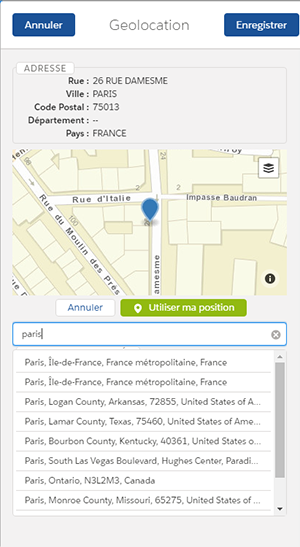 Annuler
Geolocation
Enregistrer
ADRESSE
Rue : 26 RUE DAMESME
Ville : PARIS
Code Postal : 75013
Département : --
Pays : FRANCE
Rue d'Italie
Impasse Baudran
Rue du Moulin des Prés
amesme
2
2
Annuler
Utiliser ma position
paris
Paris, Île-de-France, France métropolitaine, France
Paris, Île-de-France, France métropolitaine, France
Paris, Logan County, Arkansas, 72855, United States of A...
Paris, Lamar County, Texas, 75460, United States of Ame...
Paris, Bourbon County, Kentucky, 40361, United States o...
Paris, South Las Vegas Boulevard, Hughes Center, Paradi...
Paris, Ontario, N3L2M3, Canada
Paris, Monroe County, Missouri, 65275, United States of ...